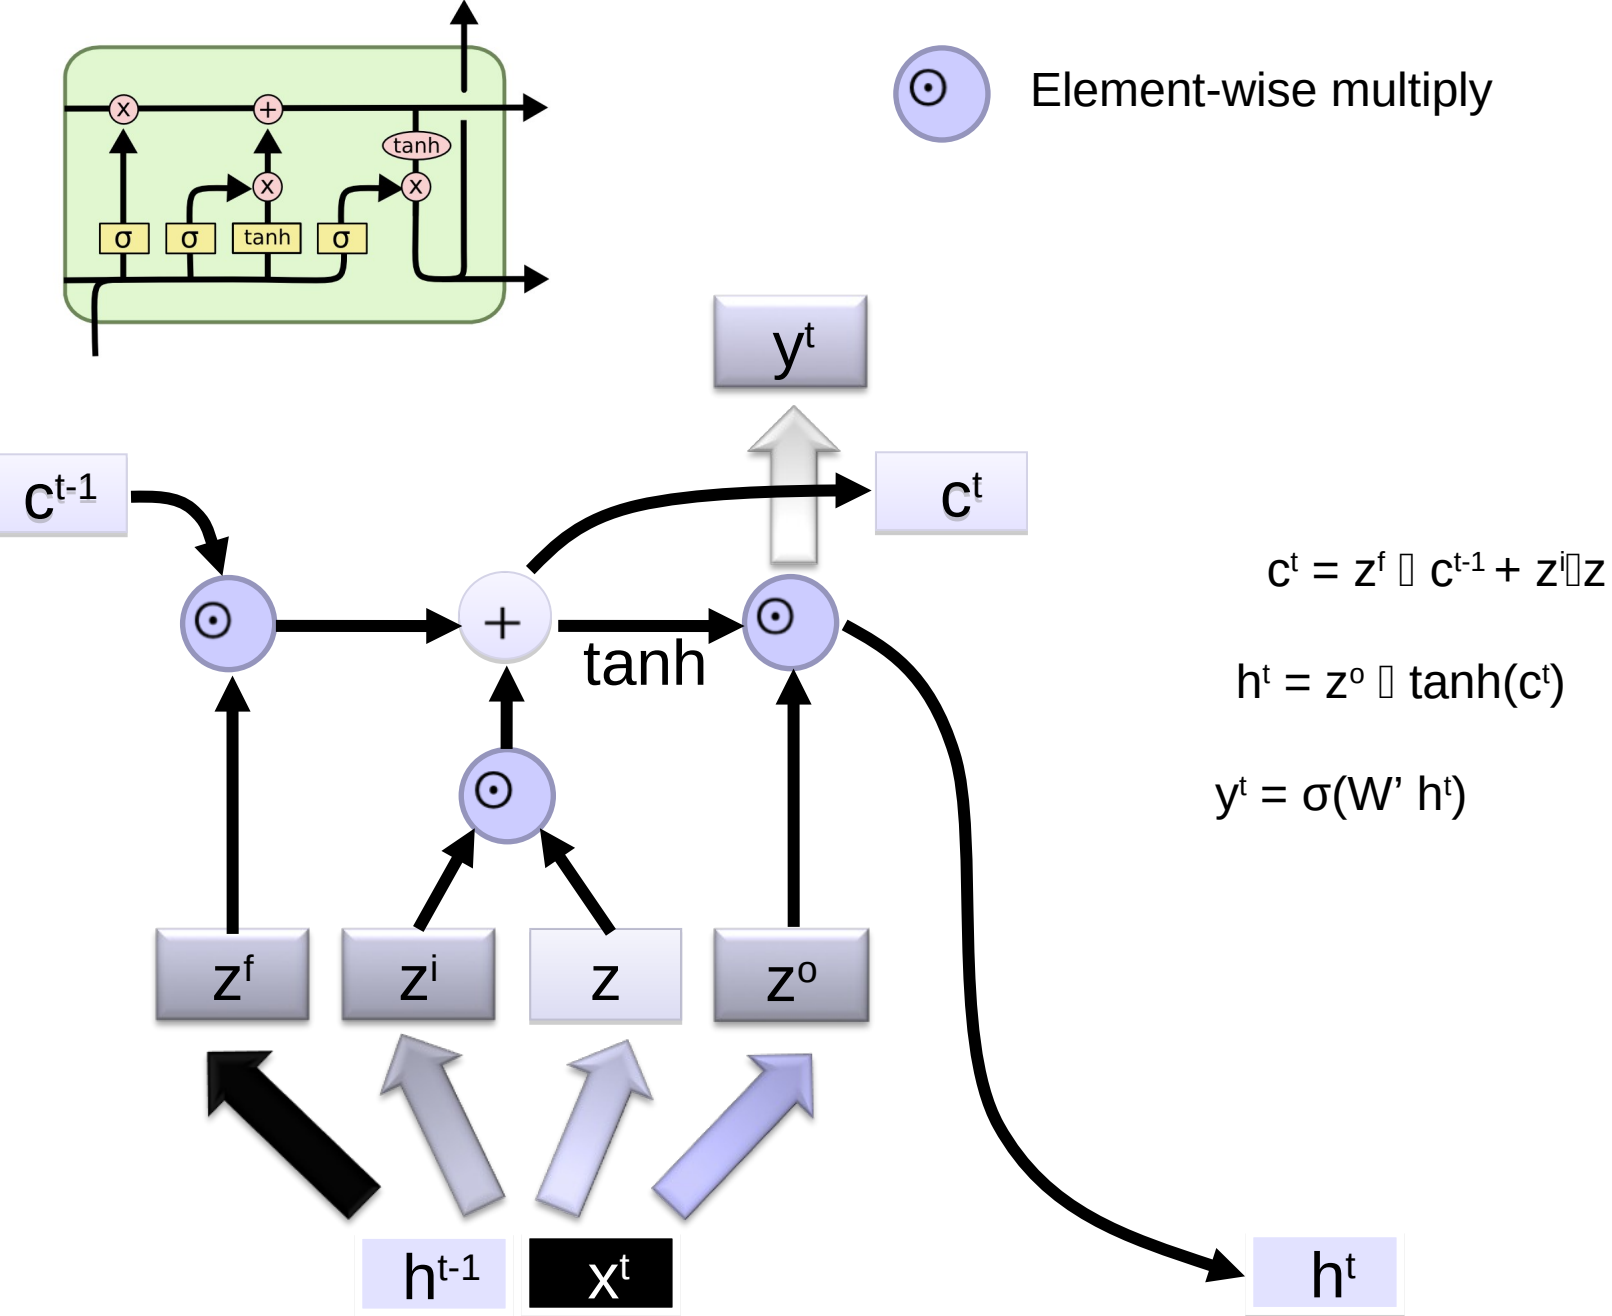 x + tanh
x x
σ σ tanh σ
⊙ Element-wise multiply
yᵗ
cᵗ⁻¹ cᵗ
⊙ + ⊙
tanh
⊙
zᶠ zⁱ z zᵒ
hᵗ⁻¹ xᵗ hᵗ
cᵗ = zᶠ ▯ cᵗ⁻¹ + zⁱ▯z
hᵗ = zᵒ ▯ tanh(cᵗ)
yᵗ = σ(W’ hᵗ)